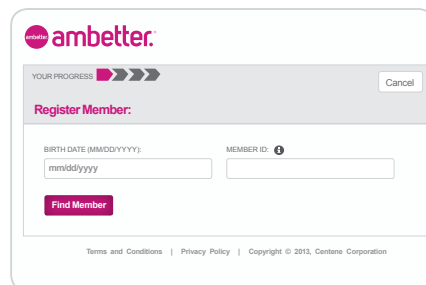 ambetter ambetter.
YOUR PROGRESS
Cancel
Register Member:
BIRTH DATE (MM/DD/YYYY): MEMBER ID: i
mm/dd/yyyy
Find Member
Terms and Conditions | Privacy Policy | Copyright © 2013, Centene Corporation